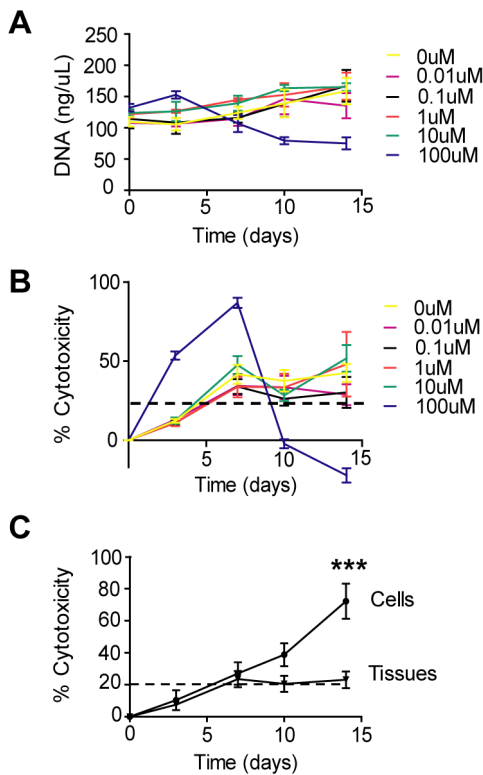 A
DNA (ng/uL)
250
200
150
100
50
0
0 5 10 15
Time (days)
0uM
0.01uM
0.1uM
1uM
10uM
100uM
B
% Cytotoxicity
100
50
0
5 10 15
Time (days)
0uM
0.01uM
0.1uM
1uM
10uM
100uM
C
% Cytotoxicity
100
80
60
40
20
0
0 5 10 15
Time (days)
***
Cells
Tissues